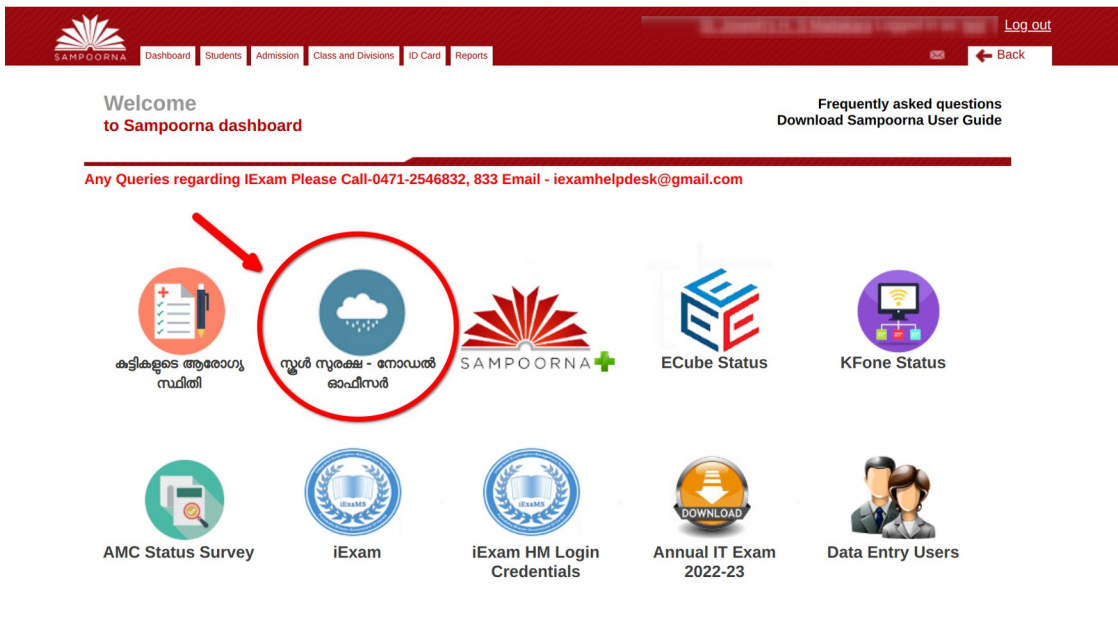 Log out
SAMPOORNA
Dashboard Students Admission Class and Divisions ID Card Reports
Back
Welcome
to Sampoorna dashboard
Frequently asked questions
Download Sampoorna User Guide
Any Queries regarding IExam Please Call-0471-2546832, 833 Email - iexamhelpdesk@gmail.com
കുട്ടികളുടെ ആരോഗ്യ
സ്ഥിതി
സ്കൂൾ സുരക്ഷ - നോഡൽ
ഓഫീസർ
SAMPOORNA
ECube Status
KFone Status
iExaMS
iExaMS
DOWNLOAD
AMC Status Survey
iExam
iExam HM Login
Credentials
Annual IT Exam
2022-23
Data Entry Users